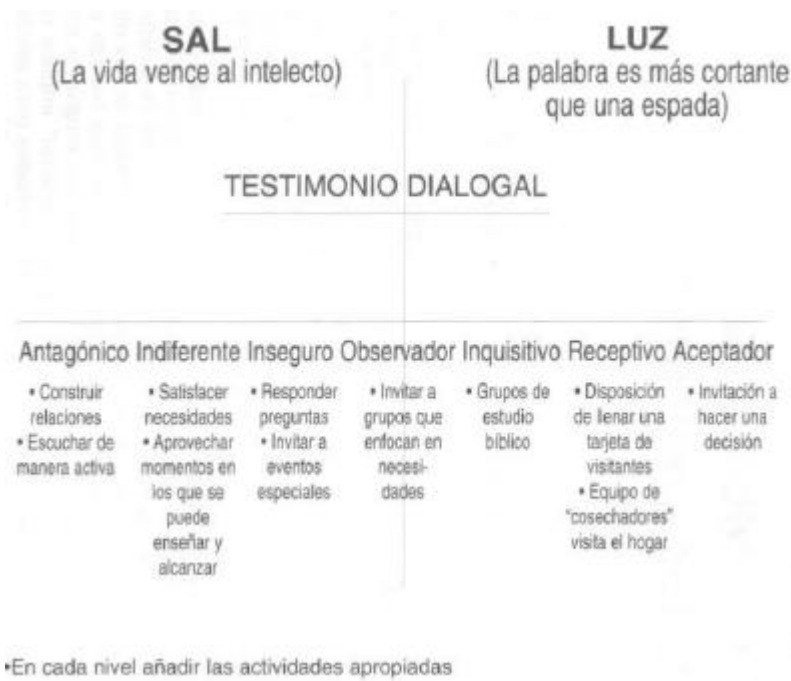 SAL
(La vida vence al intelecto)
LUZ
(La palabra es más cortante
que una espada)
TESTIMONIO DIALOGAL
Antagónico Indiferente Inseguro Observador Inquisitivo Receptivo Aceptador
• Construir
relaciones
• Escuchar de
manera activa
• Satisfacer
necesidades
• Aprovechar
momentos en
los que se
puede
enseñar y
alcanzar
• Responder
preguntas
• Invitar a
eventos
especiales
• Invitar a
grupos que
enfocan en
necesi-
dades
• Grupos de
estudio
bíblico
• Disposición
de llenar una
tarjeta de
visitantes
• Equipo de
"cosechadores"
visita el hogar
• Invitación a
hacer una
decisión
•En cada nivel añadir las actividades apropiadas